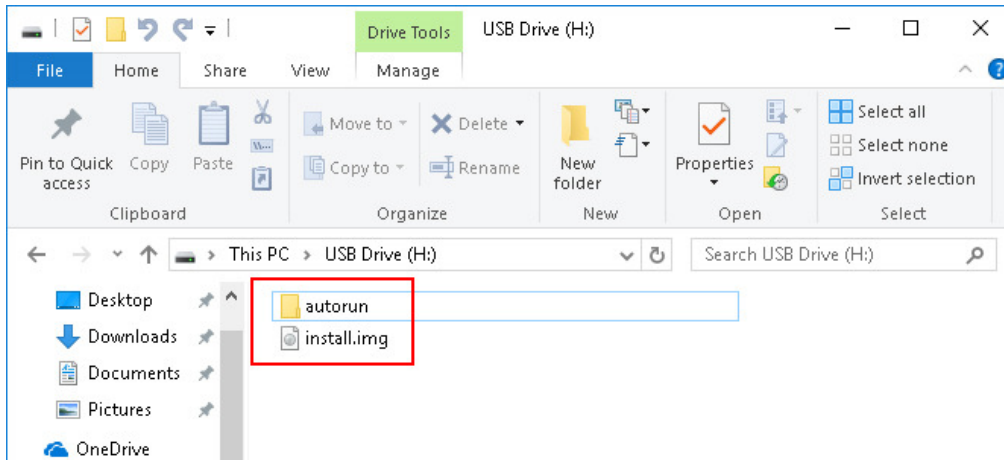 Drive Tools USB Drive (H:)
File Home Share View Manage
Pin to Quick access
Copy
Paste
Move to
Copy to
Delete
Rename
New folder
Properties
Select all
Select none
Invert selection
Clipboard Organize New Open Select
This PC > USB Drive (H:)
Search USB Drive (H:)
Desktop
Downloads
Documents
Pictures
OneDrive
autorun
install.img